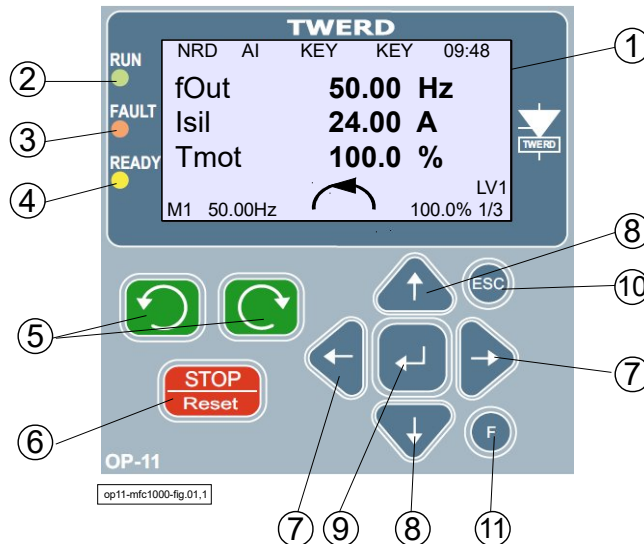 TWERD
NRD AI KEY KEY 09:48
fOut 50.00 Hz
Isil 24.00 A
Tmot 100.0 %
LV1
M1 50.00Hz 100.0% 1/3
RUN
FAULT
READY
TWERD
1
2
3
4
8
ESC
10
5
7
STOP
Reset
6
F
OP-11
op11-mfc1000-fig.01,1
7
9
8
11